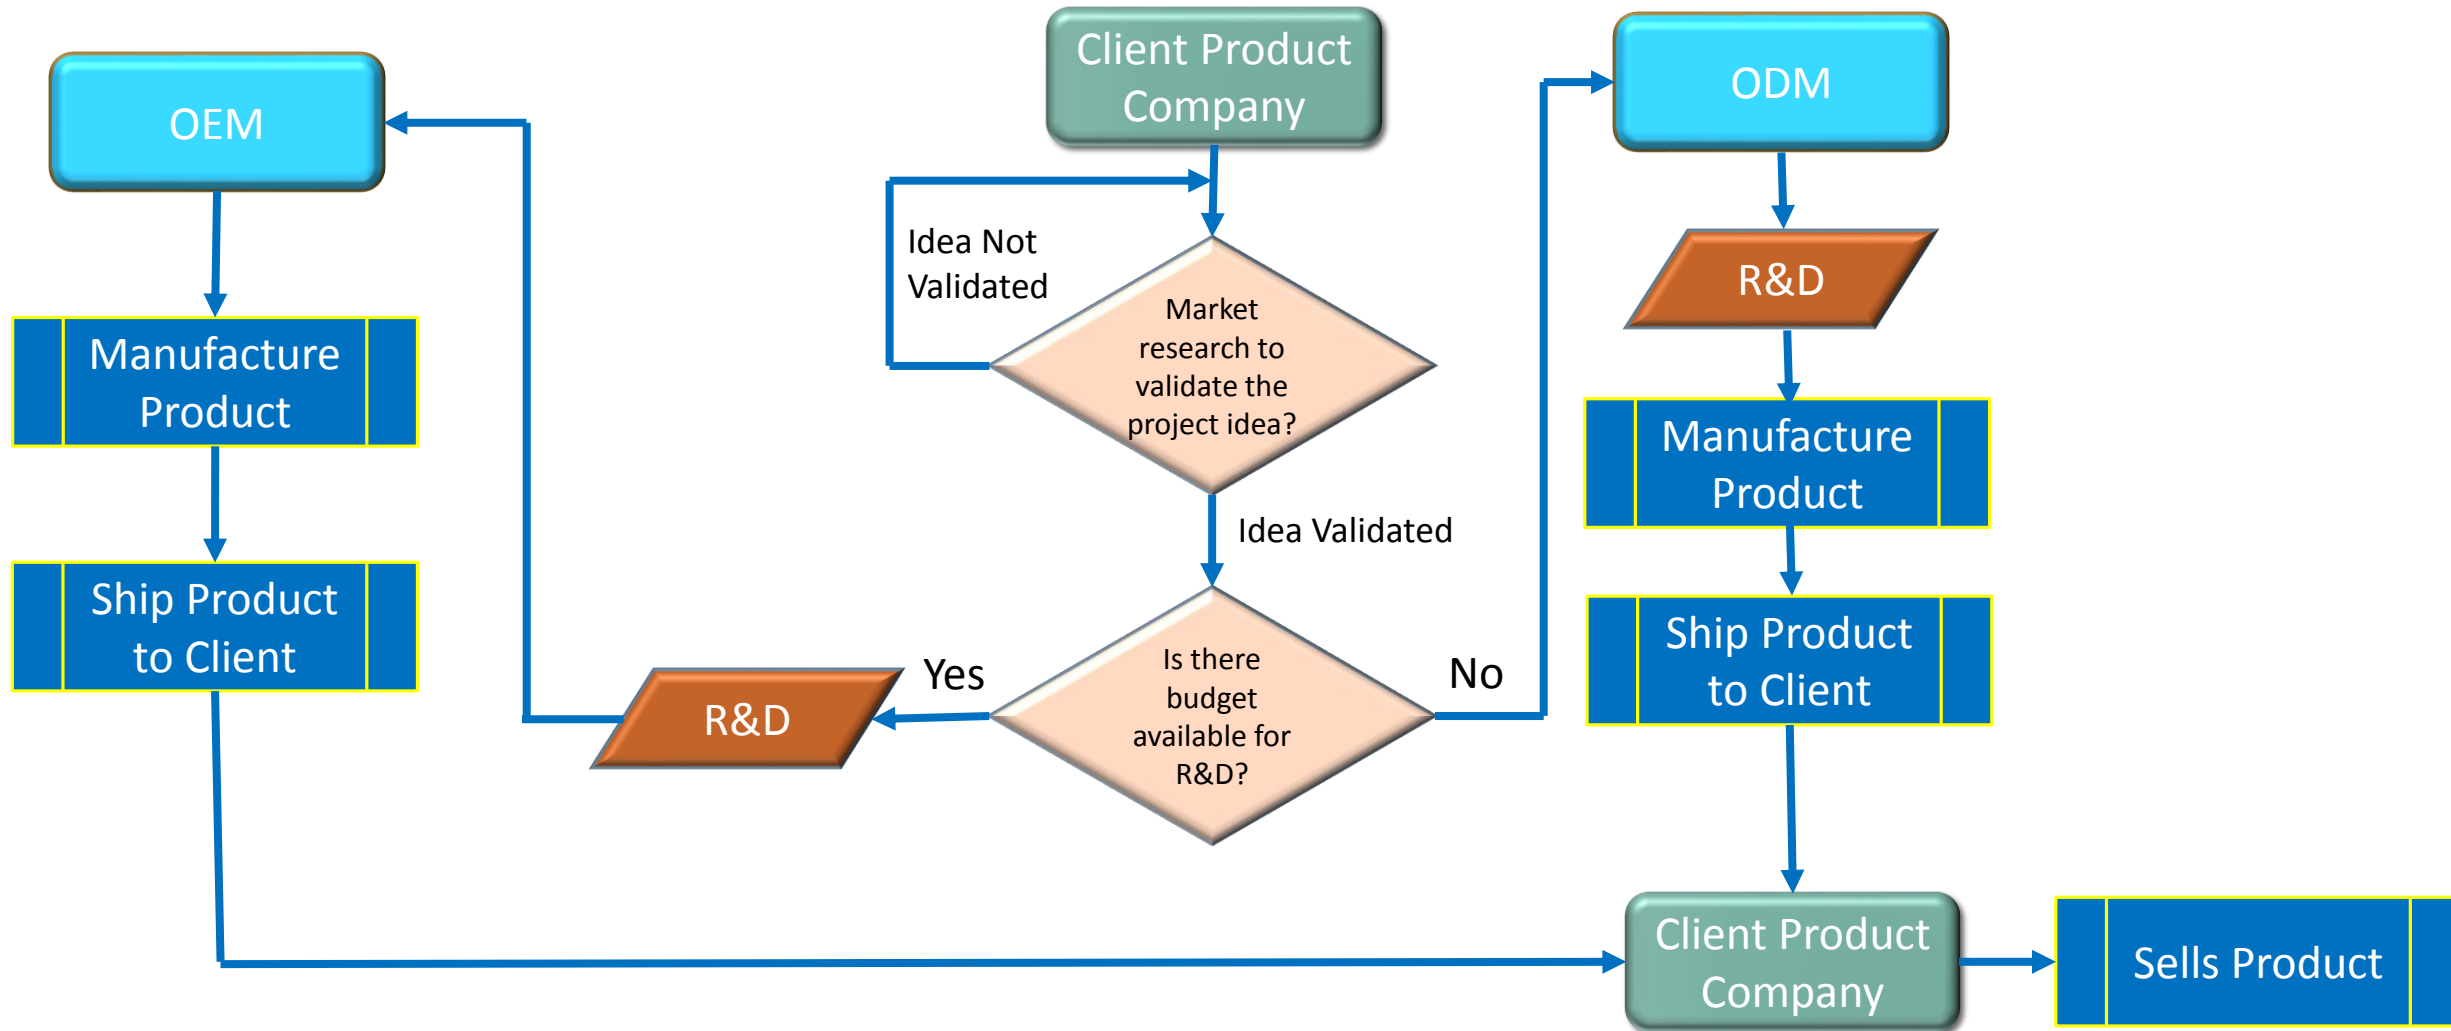 Client Product
Company
OEM
ODM
Idea Not
Validated
Market
research to
validate the
project idea?
R&D
Manufacture
Product
Manufacture
Product
Idea Validated
Ship Product
to Client
Ship Product
to Client
Is there
budget
available for
R&D?
Yes
No
R&D
Client Product
Company
Sells Product